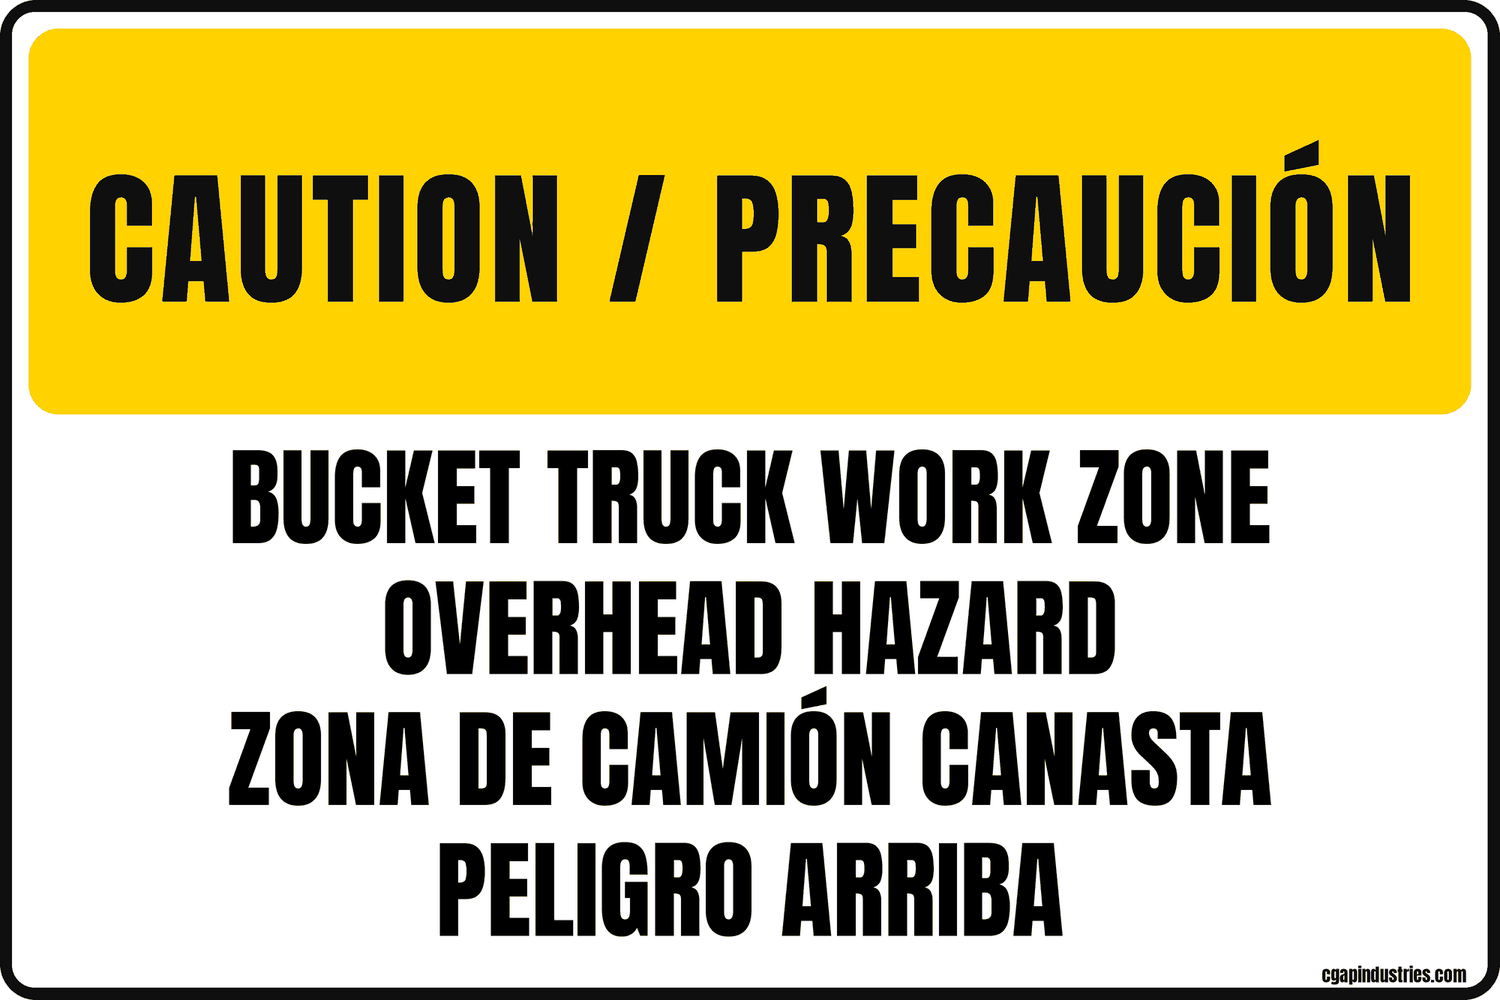 CAUTION / PRECAUCIÓN
BUCKET TRUCK WORK ZONE
OVERHEAD HAZARD
ZONA DE CAMIÓN CANASTA
PELIGRO ARRIBA
cgapindustries.com